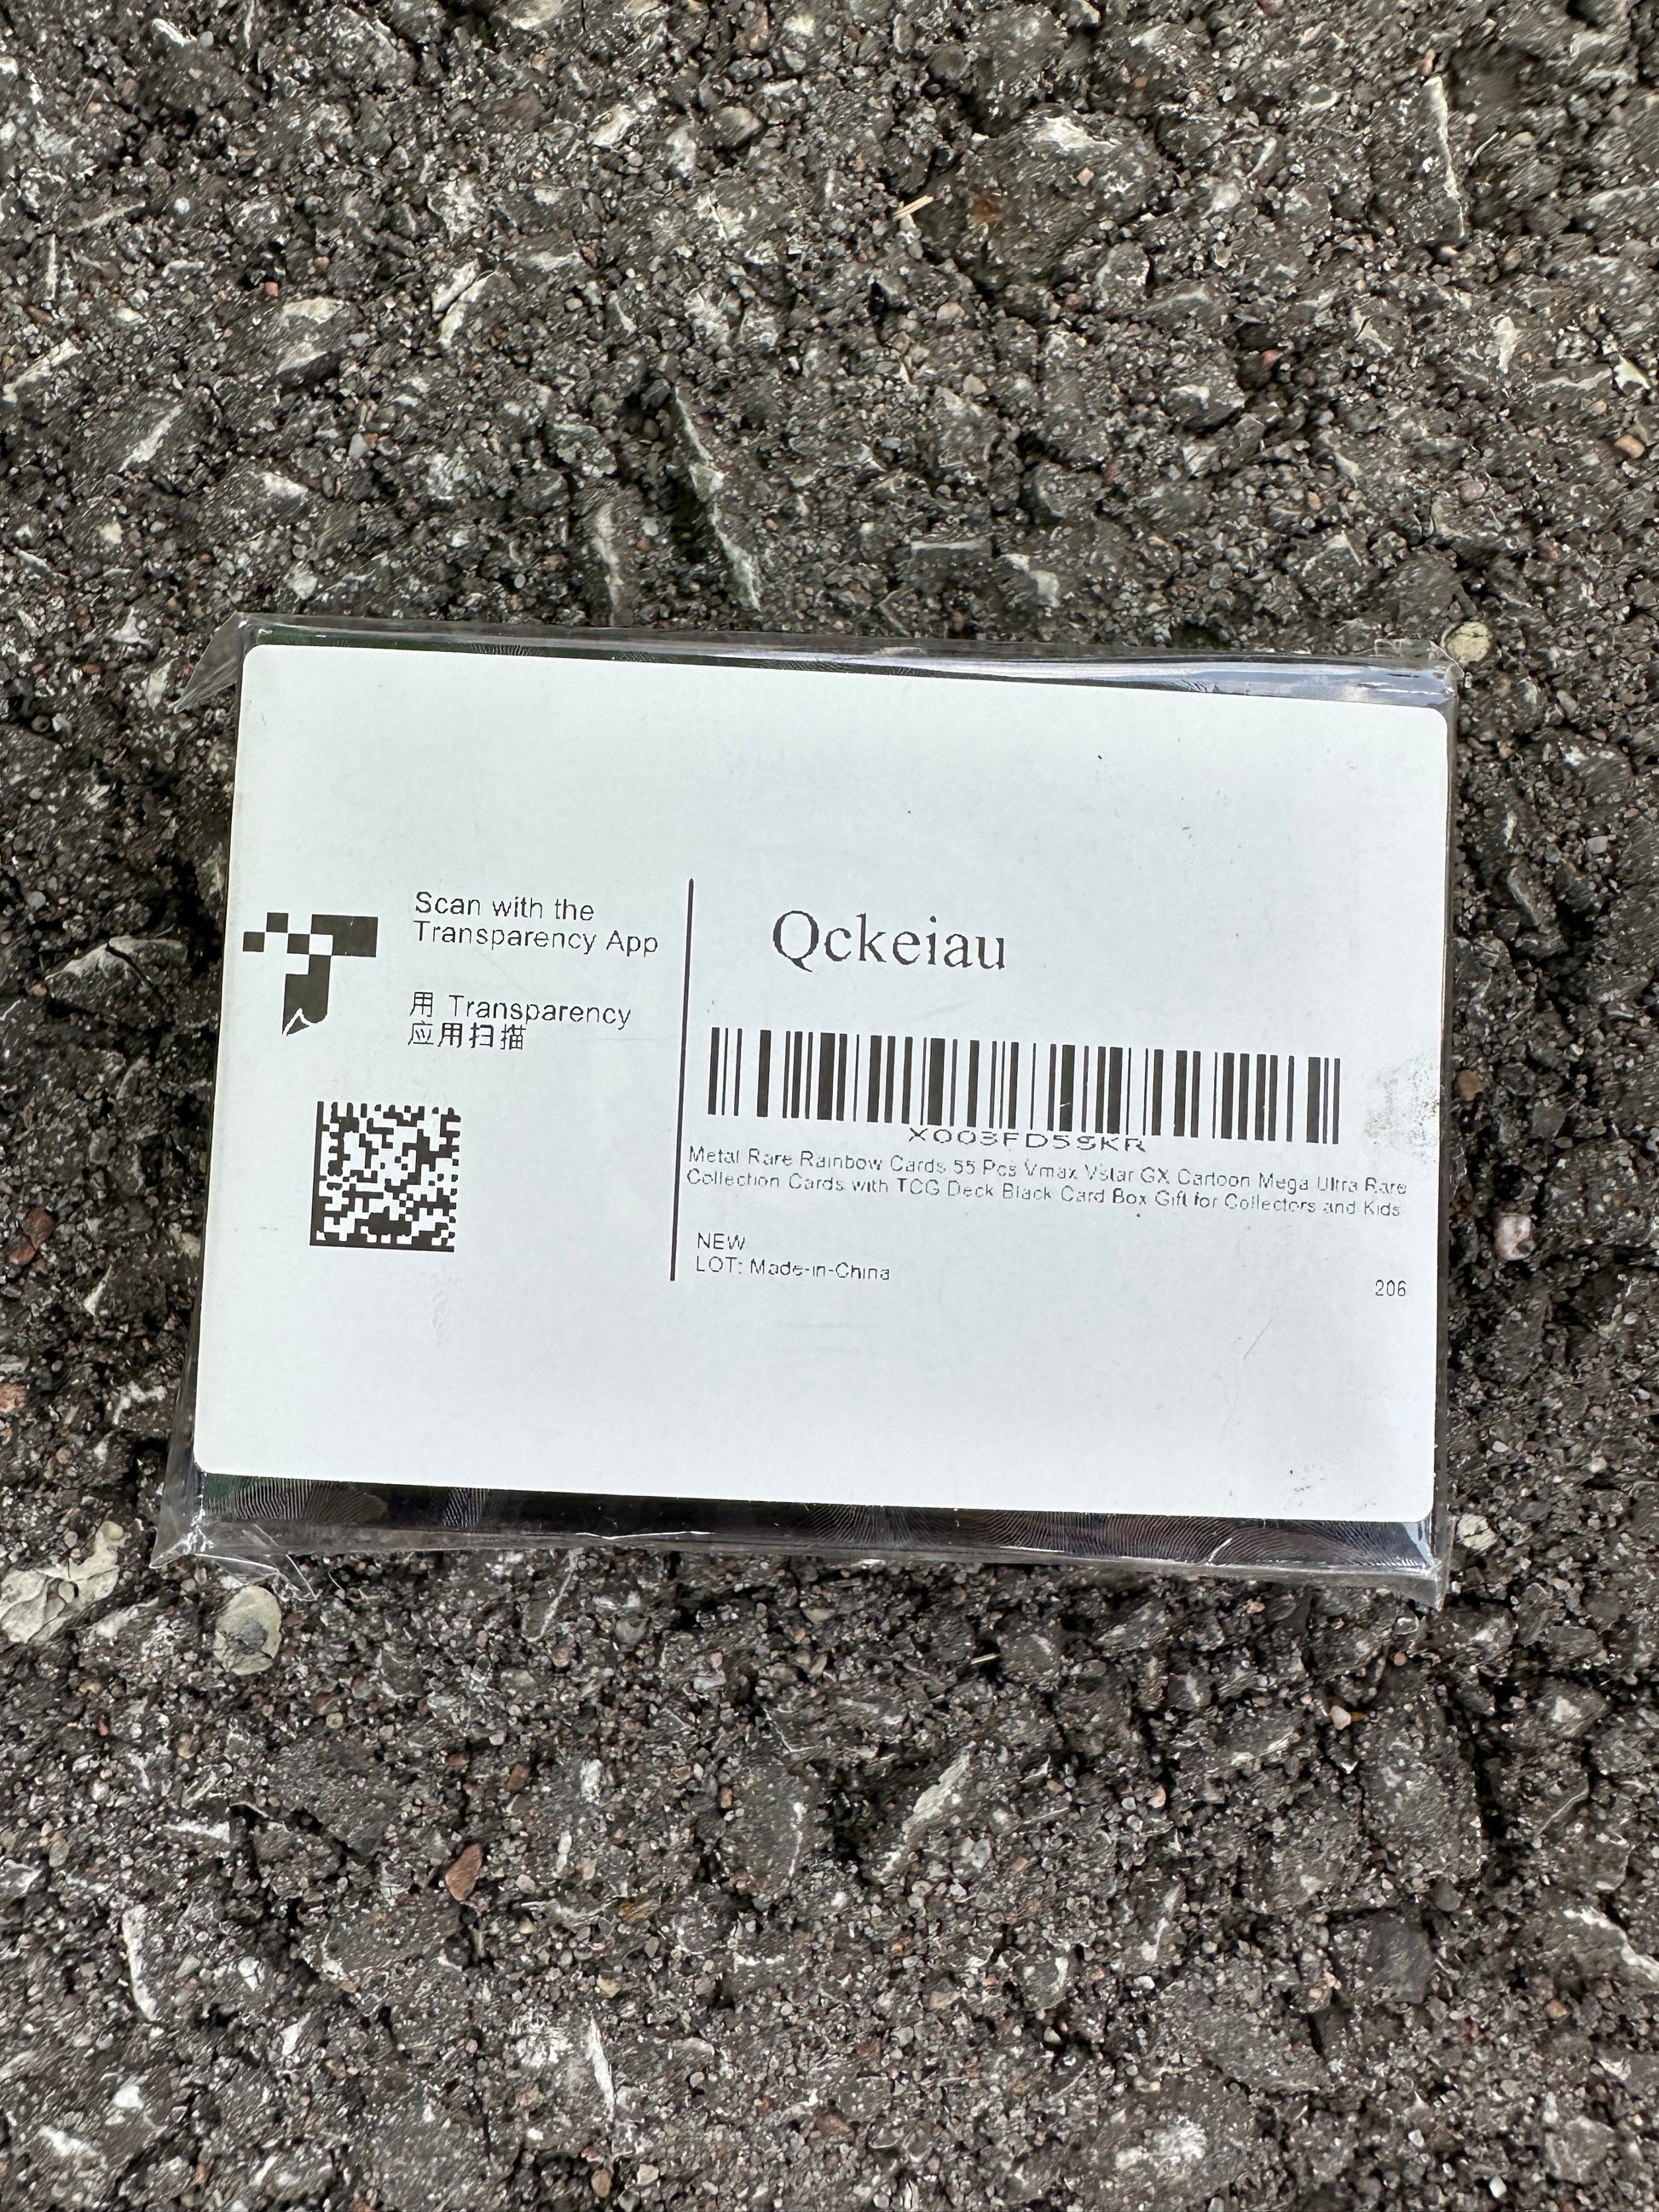 Scan with the
Transparency App
用 Transparency
应用扫描
Qckeiau
X003FD5SKR
Metal Rare Rainbow Cards 55 Pcs Vmax Vstar GX Cartoon Mega Ultra Rare
Collection Cards with TCG Deck Black Card Box Gift for Collectors and Kids
NEW
LOT: Made-in-China
206